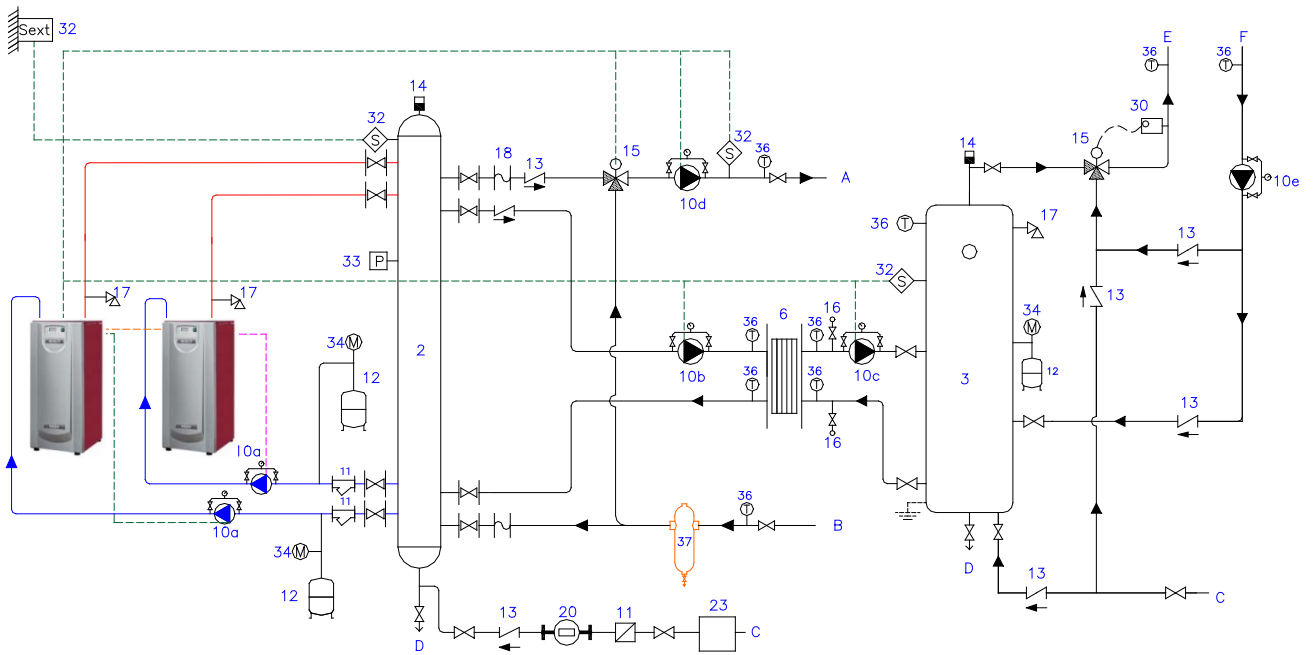 Sext 32
E F
36 36
14
30
32 32 15
14
18 13 15 36
A 10e
10d
36 17 13
33 P
32
17 17
34 M 16
6 13
36 36 34 M
12 2
10b 10c 3 12
36 36
13
16
10a 11
11
10a
36
B
37
34 M
D
13
12
13 20 11 23
C
C
D
S
S
S
T
T
T
T
T
T
T
T
T